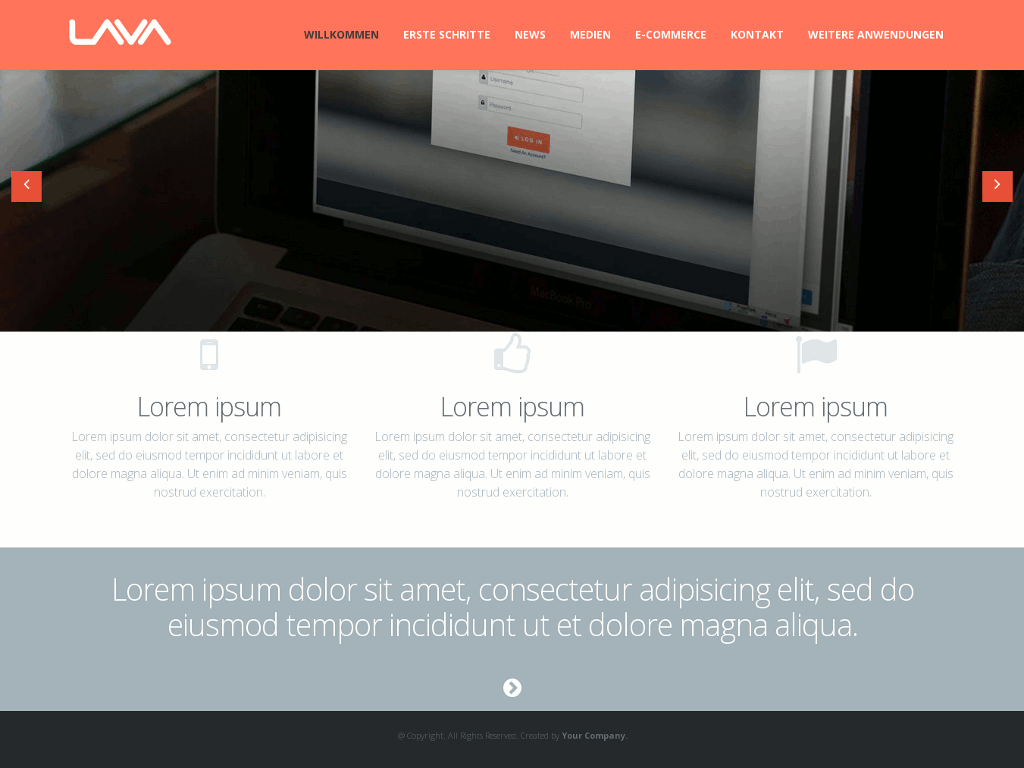 LAVA
WILLKOMMEN ERSTE SCHRITTE NEWS MEDIEN E-COMMERCE KONTAKT WEITERE ANWENDUNGEN
Username
Password
LOG IN
Need An Account?
MacBook Pro
Lorem ipsum
Lorem ipsum dolor sit amet, consectetur adipisicing
elit, sed do eiusmod tempor incididunt ut labore et
dolore magna aliqua. Ut enim ad minim veniam, quis
nostrud exercitation.
Lorem ipsum
Lorem ipsum dolor sit amet, consectetur adipisicing
elit, sed do eiusmod tempor incididunt ut labore et
dolore magna aliqua. Ut enim ad minim veniam, quis
nostrud exercitation.
Lorem ipsum
Lorem ipsum dolor sit amet, consectetur adipisicing
elit, sed do eiusmod tempor incididunt ut labore et
dolore magna aliqua. Ut enim ad minim veniam, quis
nostrud exercitation.
Lorem ipsum dolor sit amet, consectetur adipisicing elit, sed do
eiusmod tempor incididunt ut et dolore magna aliqua.
@ Copyright. All Rights Reserved. Created by Your Company.